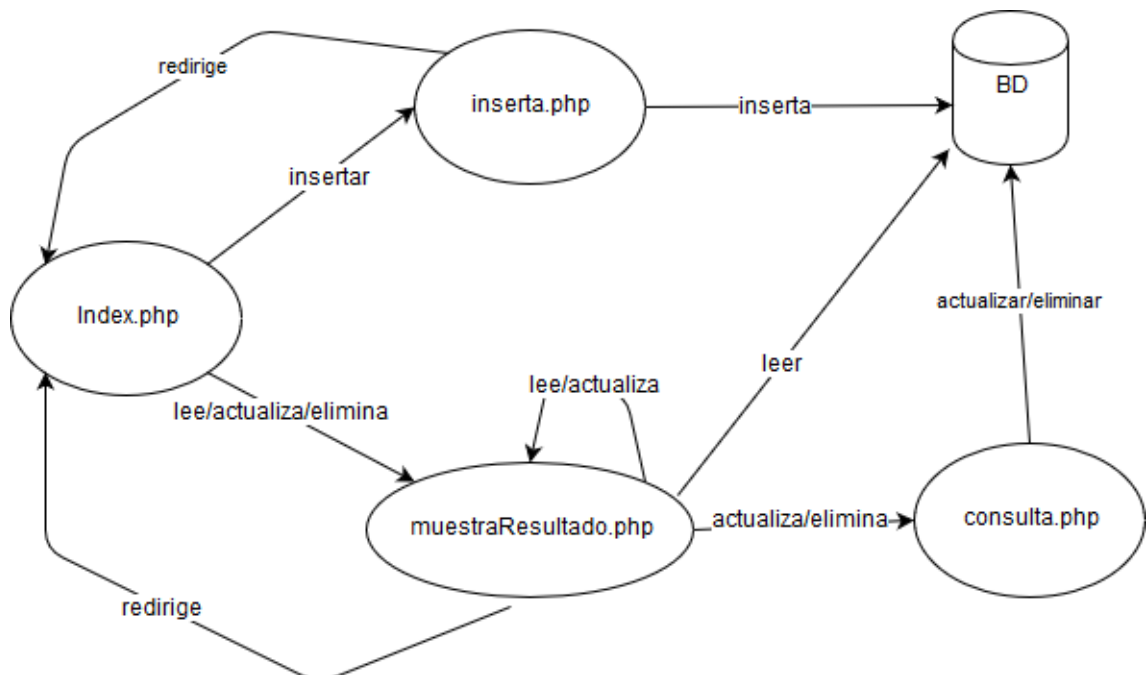 redirige
inserta.php
BD
inserta
insertar
Index.php
actualizar/eliminar
leer
lee/actualiza
lee/actualiza/elimina
muestraResultado.php
actualiza/elimina
consulta.php
redirige